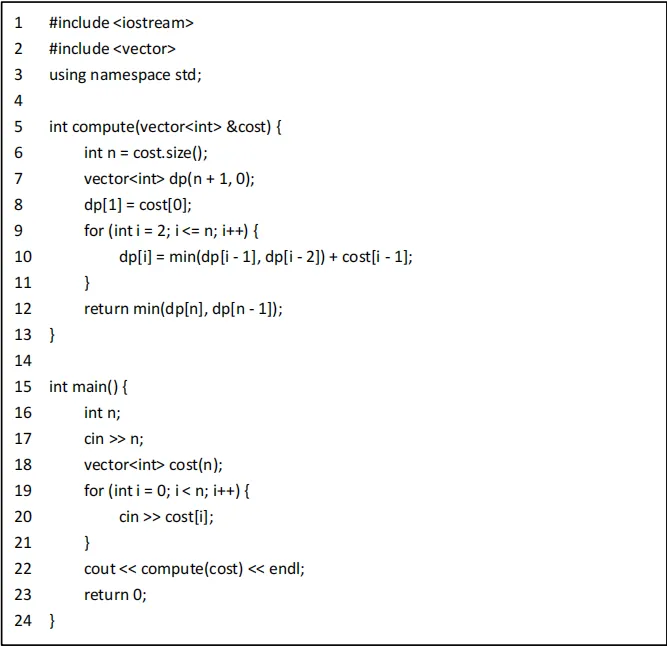 1 #include <iostream>
2 #include <vector>
3 using namespace std;
4
5 int compute(vector<int> &cost) {
6 int n = cost.size();
7 vector<int> dp(n + 1, 0);
8 dp[1] = cost[0];
9 for (int i = 2; i <= n; i++) {
10 dp[i] = min(dp[i - 1], dp[i - 2]) + cost[i - 1];
11 }
12 return min(dp[n], dp[n - 1]);
13 }
14
15 int main() {
16 int n;
17 cin >> n;
18 vector<int> cost(n);
19 for (int i = 0; i < n; i++) {
20 cin >> cost[i];
21 }
22 cout << compute(cost) << endl;
23 return 0;
24 }